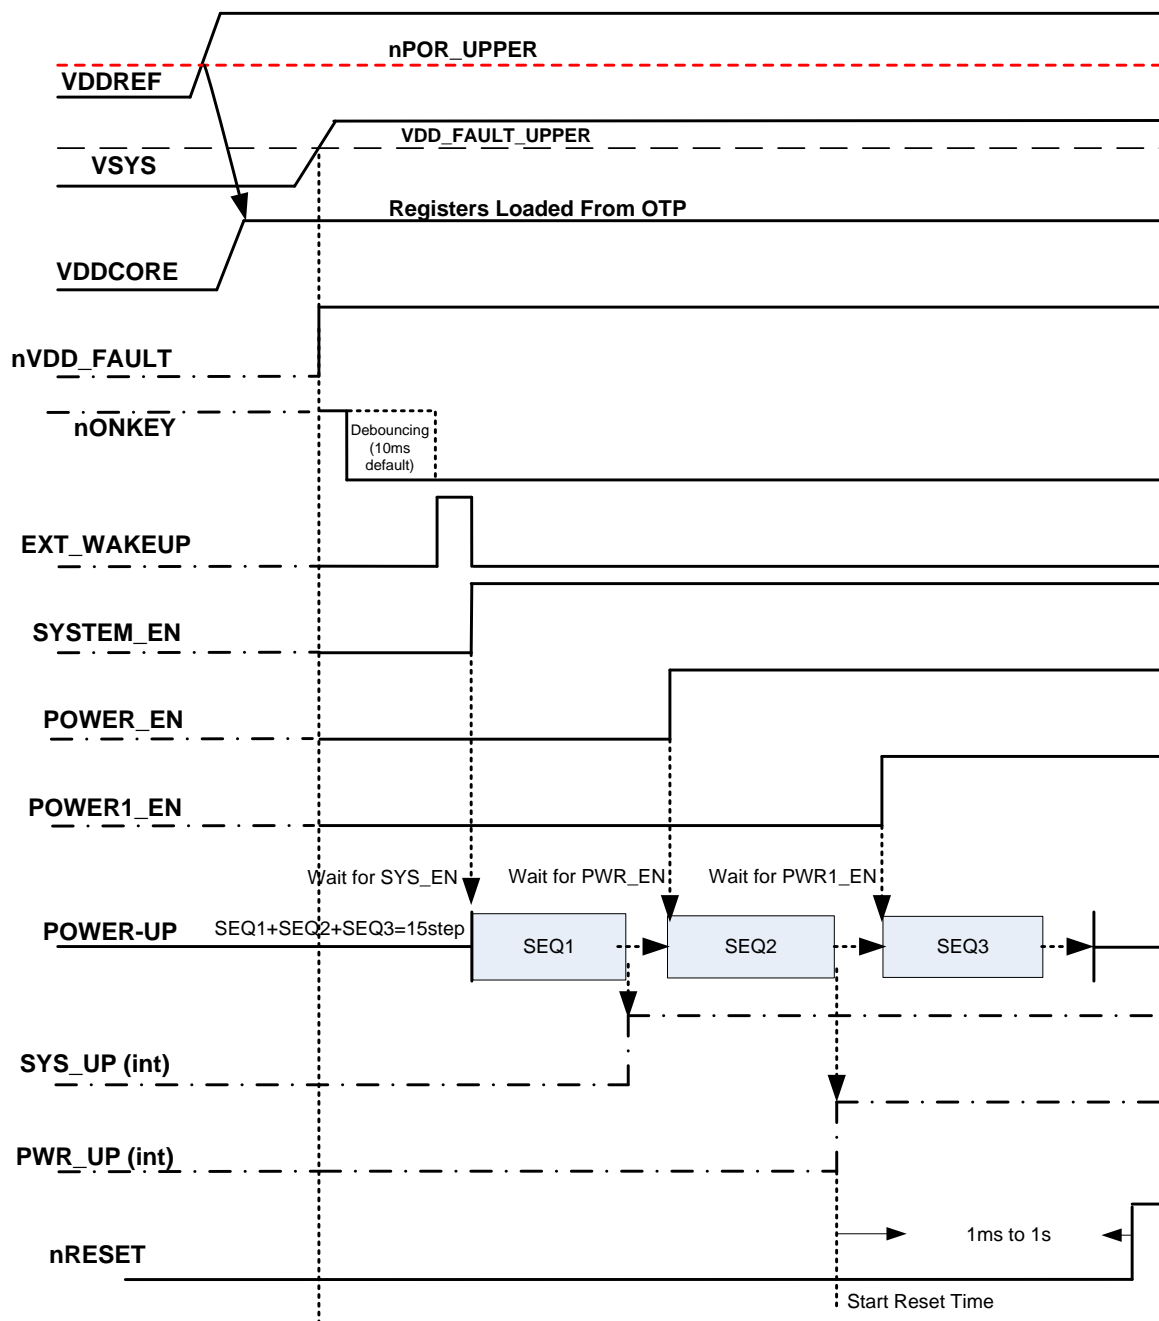 nPOR_UPPER
VDDREF
VDD_FAULT_UPPER
VSYS
Registers Loaded From OTP
VDDCORE
nVDD_FAULT
nONKEY
Debouncing
(10ms
default)
EXT_WAKEUP
SYSTEM_EN
POWER_EN
POWER1_EN
Wait for SYS_EN
Wait for PWR_EN
Wait for PWR1_EN
POWER-UP
SEQ1+SEQ2+SEQ3=15step
SEQ1
SEQ2
SEQ3
SYS_UP (int)
PWR_UP (int)
nRESET
1ms to 1s
Start Reset Time